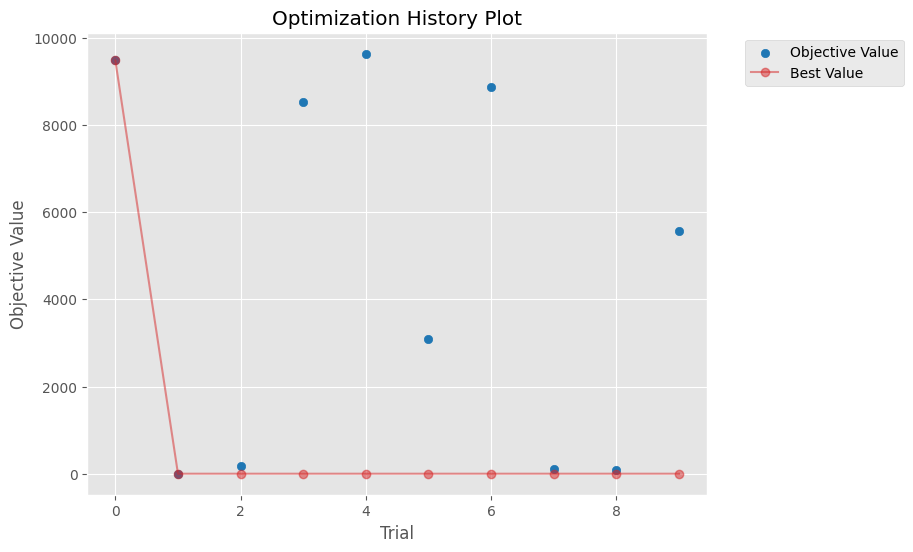 Optimization History Plot
Objective Value
Best Value
10000
8000
6000
4000
2000
0
Objective Value
0 2 4 6 8
Trial